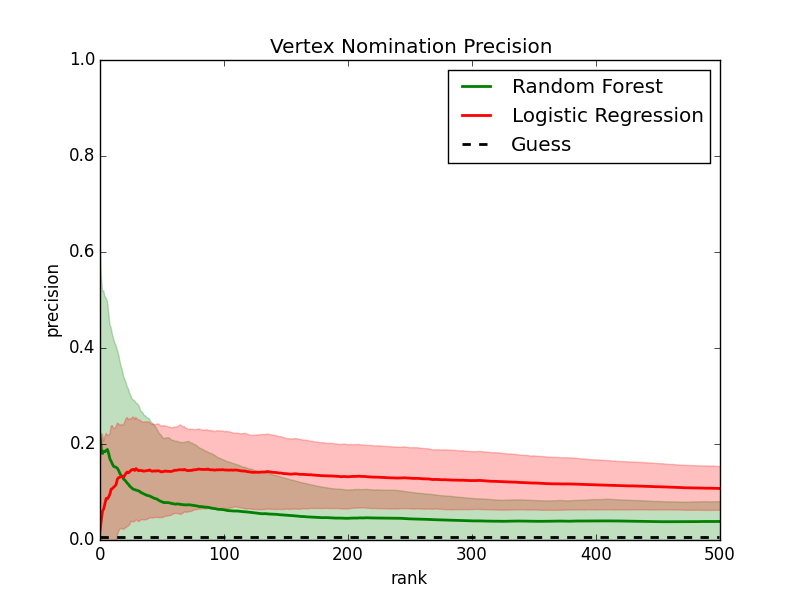 Vertex Nomination Precision
1.0
0.8
0.6
0.4
0.2
0.0
precision
Random Forest
Logistic Regression
Guess
0 100 200 300 400 500
rank